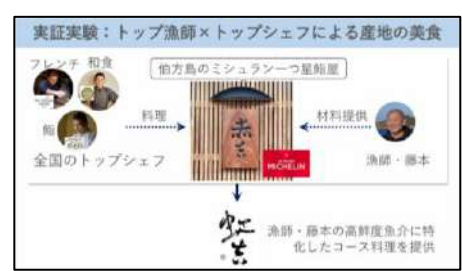 実証実験：トップ漁師×トップシェフによる産地の美食
フレンチ 和食
伯方島のミシュラン一つ星鮨屋
鮨
料理
赤吉
材料提供
MICHELIN
全国のトップシェフ
漁師・藤本
漁師・藤本の高鮮度魚介に特
化したコース料理を提供